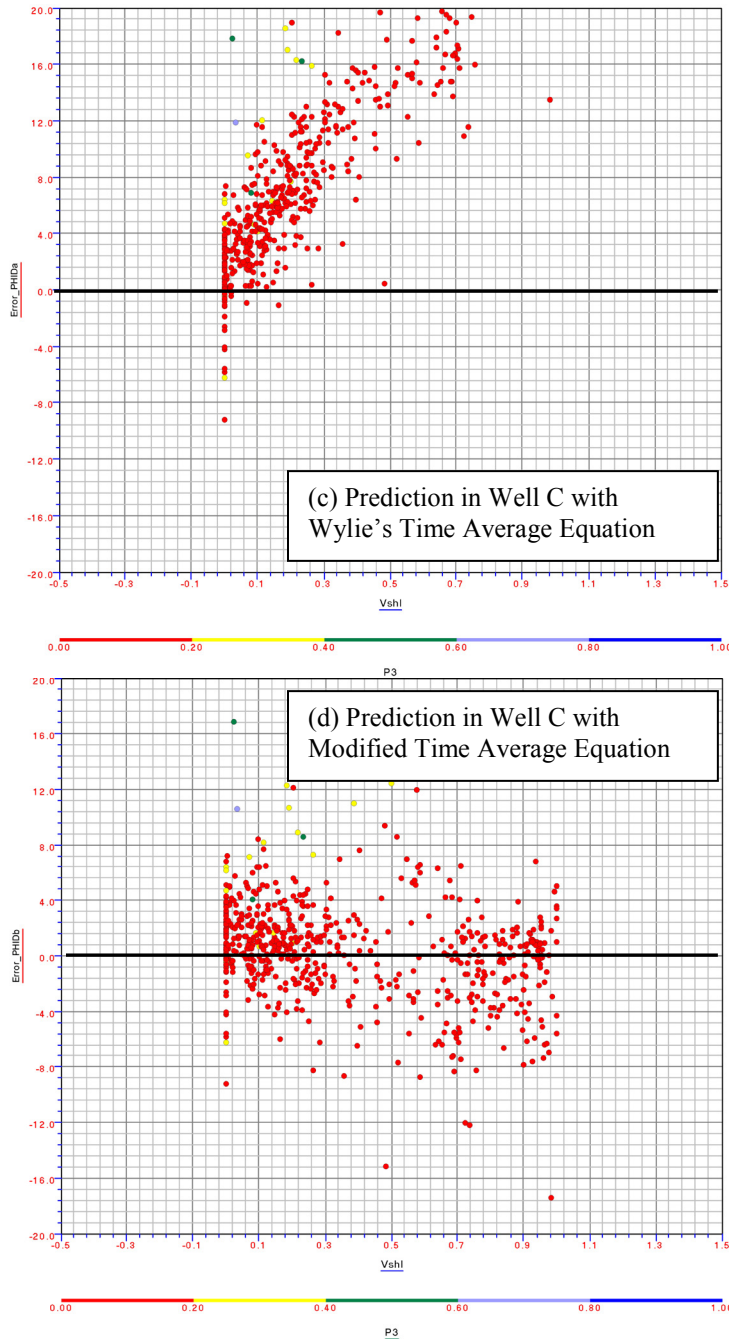 20.0
16.0
12.0
8.0
4.0
0.0
-4.0
-8.0
-12.0
-16.0
-20.0
Error_PHIDa
(c) Prediction in Well C with
Wylie's Time Average Equation
-0.5 -0.3 -0.1 0.1 0.3 0.5 0.7 0.9 1.1 1.3 1.5
Vshl
0.00 0.20 0.40 0.60 0.80 1.00
P3
20.0
16.0
12.0
8.0
4.0
0.0
-4.0
-8.0
-12.0
-16.0
-20.0
Error_PHIDb
(d) Prediction in Well C with
Modified Time Average Equation
-0.5 -0.3 -0.1 0.1 0.3 0.5 0.7 0.9 1.1 1.3 1.5
Vshl
0.00 0.20 0.40 0.60 0.80 1.00
P3